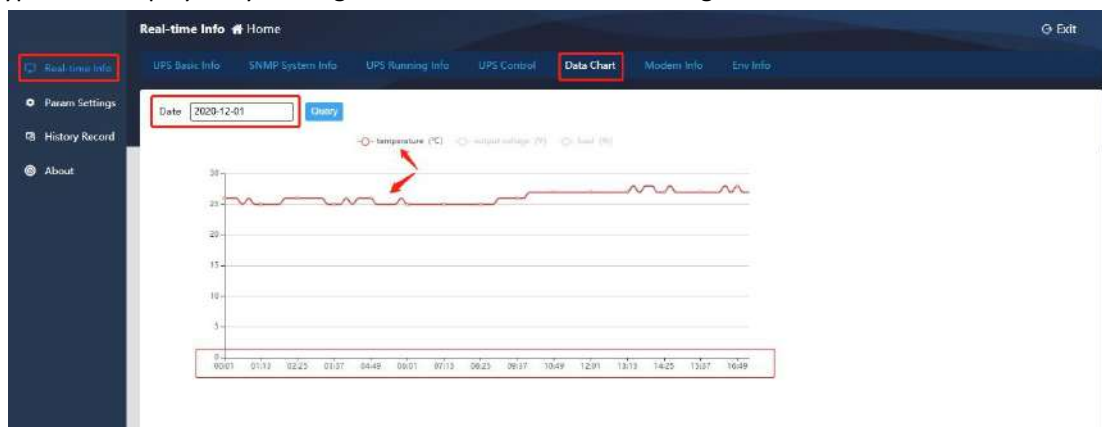 Real-time Info Home
Exit
Real-time Info
UPS Basic Info SNMP System Info UPS Running Info UPS Control Data Chart Modem Info Env Info
Param Settings
History Record
About
Date 2020-12-01 Query
temperature (℃) output voltage (V) load (%)
30
25
20
15
10
5
0
00:01 01:13 02:25 03:37 04:49 06:01 07:13 08:25 09:37 10:49 12:01 13:13 14:25 15:37 16:49